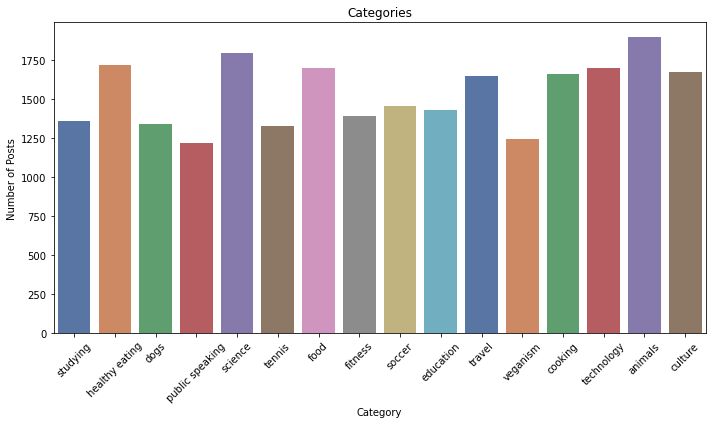 Categories
Number of Posts
1750
1500
1250
1000
750
500
250
0
studying
healthy eating
dogs
public speaking
science
tennis
food
fitness
soccer
education
travel
veganism
cooking
technology
animals
culture
Category